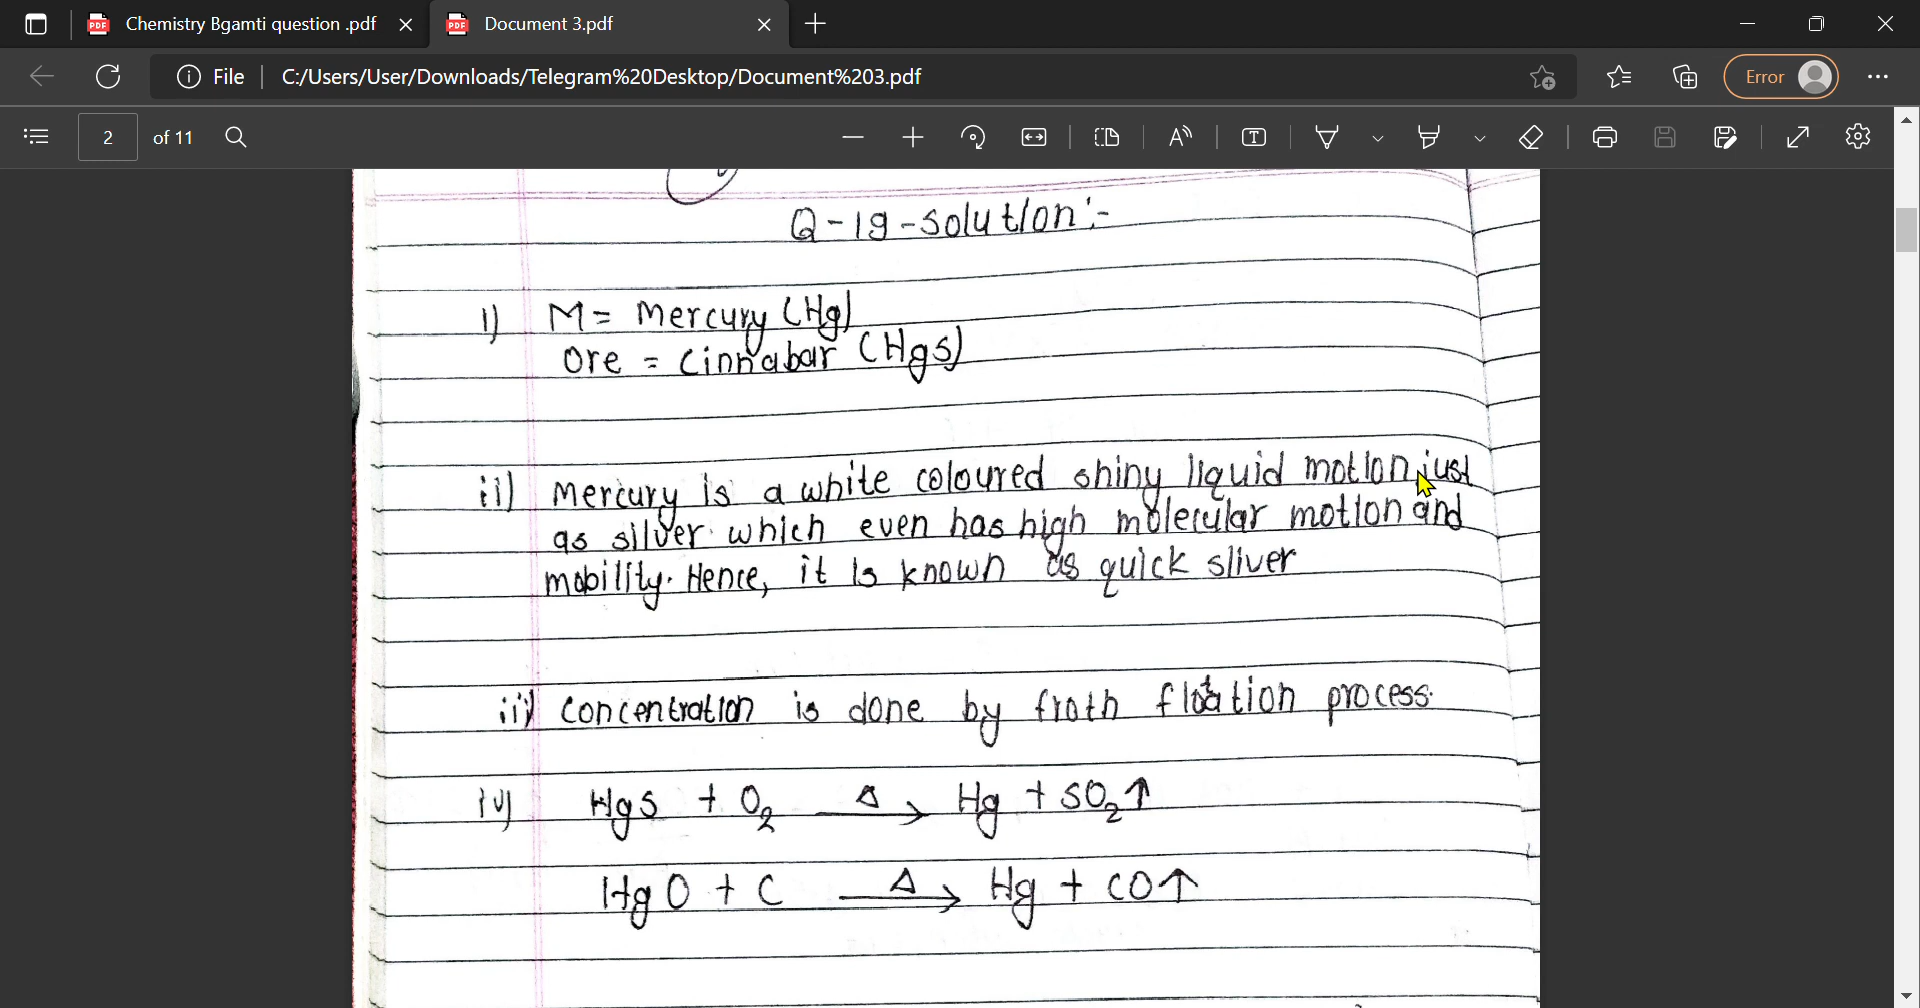 Chemistry Bgamti question .pdf
Document 3.pdf
File
C:/Users/User/Downloads/Telegram%20Desktop/Document%203.pdf
Error
2 of 11
Q-19-solution:-
i) M = Mercury (Hg)
Ore = Cinnabar (HgS)
ii) Mercury is a white coloured shiny liquid motion just
as silver. which even has high molecular motion and
mobility. Hence, it is known as quick sliver
iii) Concentration is done by froth floatation process.
iv) HgS + O₂ —Δ→ Hg + SO₂↑
HgO + C —Δ→ Hg + CO↑